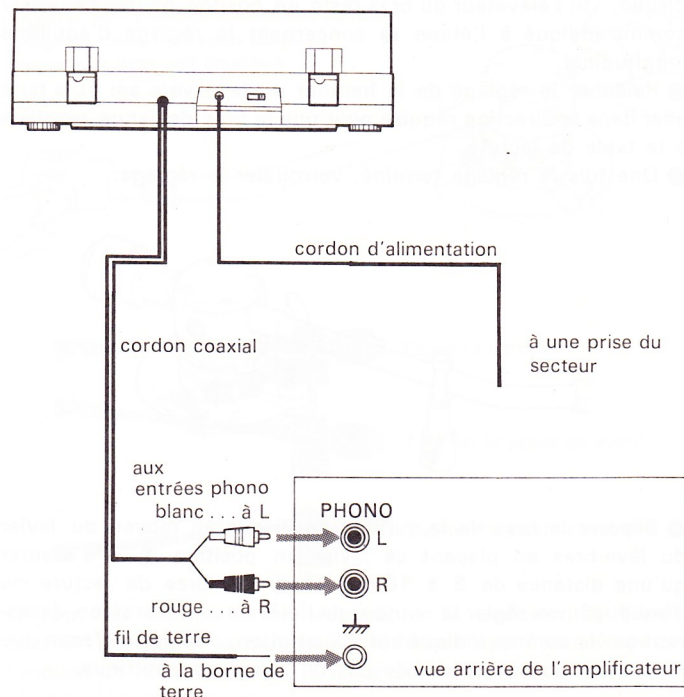 cordon d'alimentation
cordon coaxial
à une prise du
secteur
aux
entrées phono
blanc . . . à L
PHONO
L
R
rouge . . . à R
fil de terre
à la borne de
terre
vue arrière de l'amplificateur